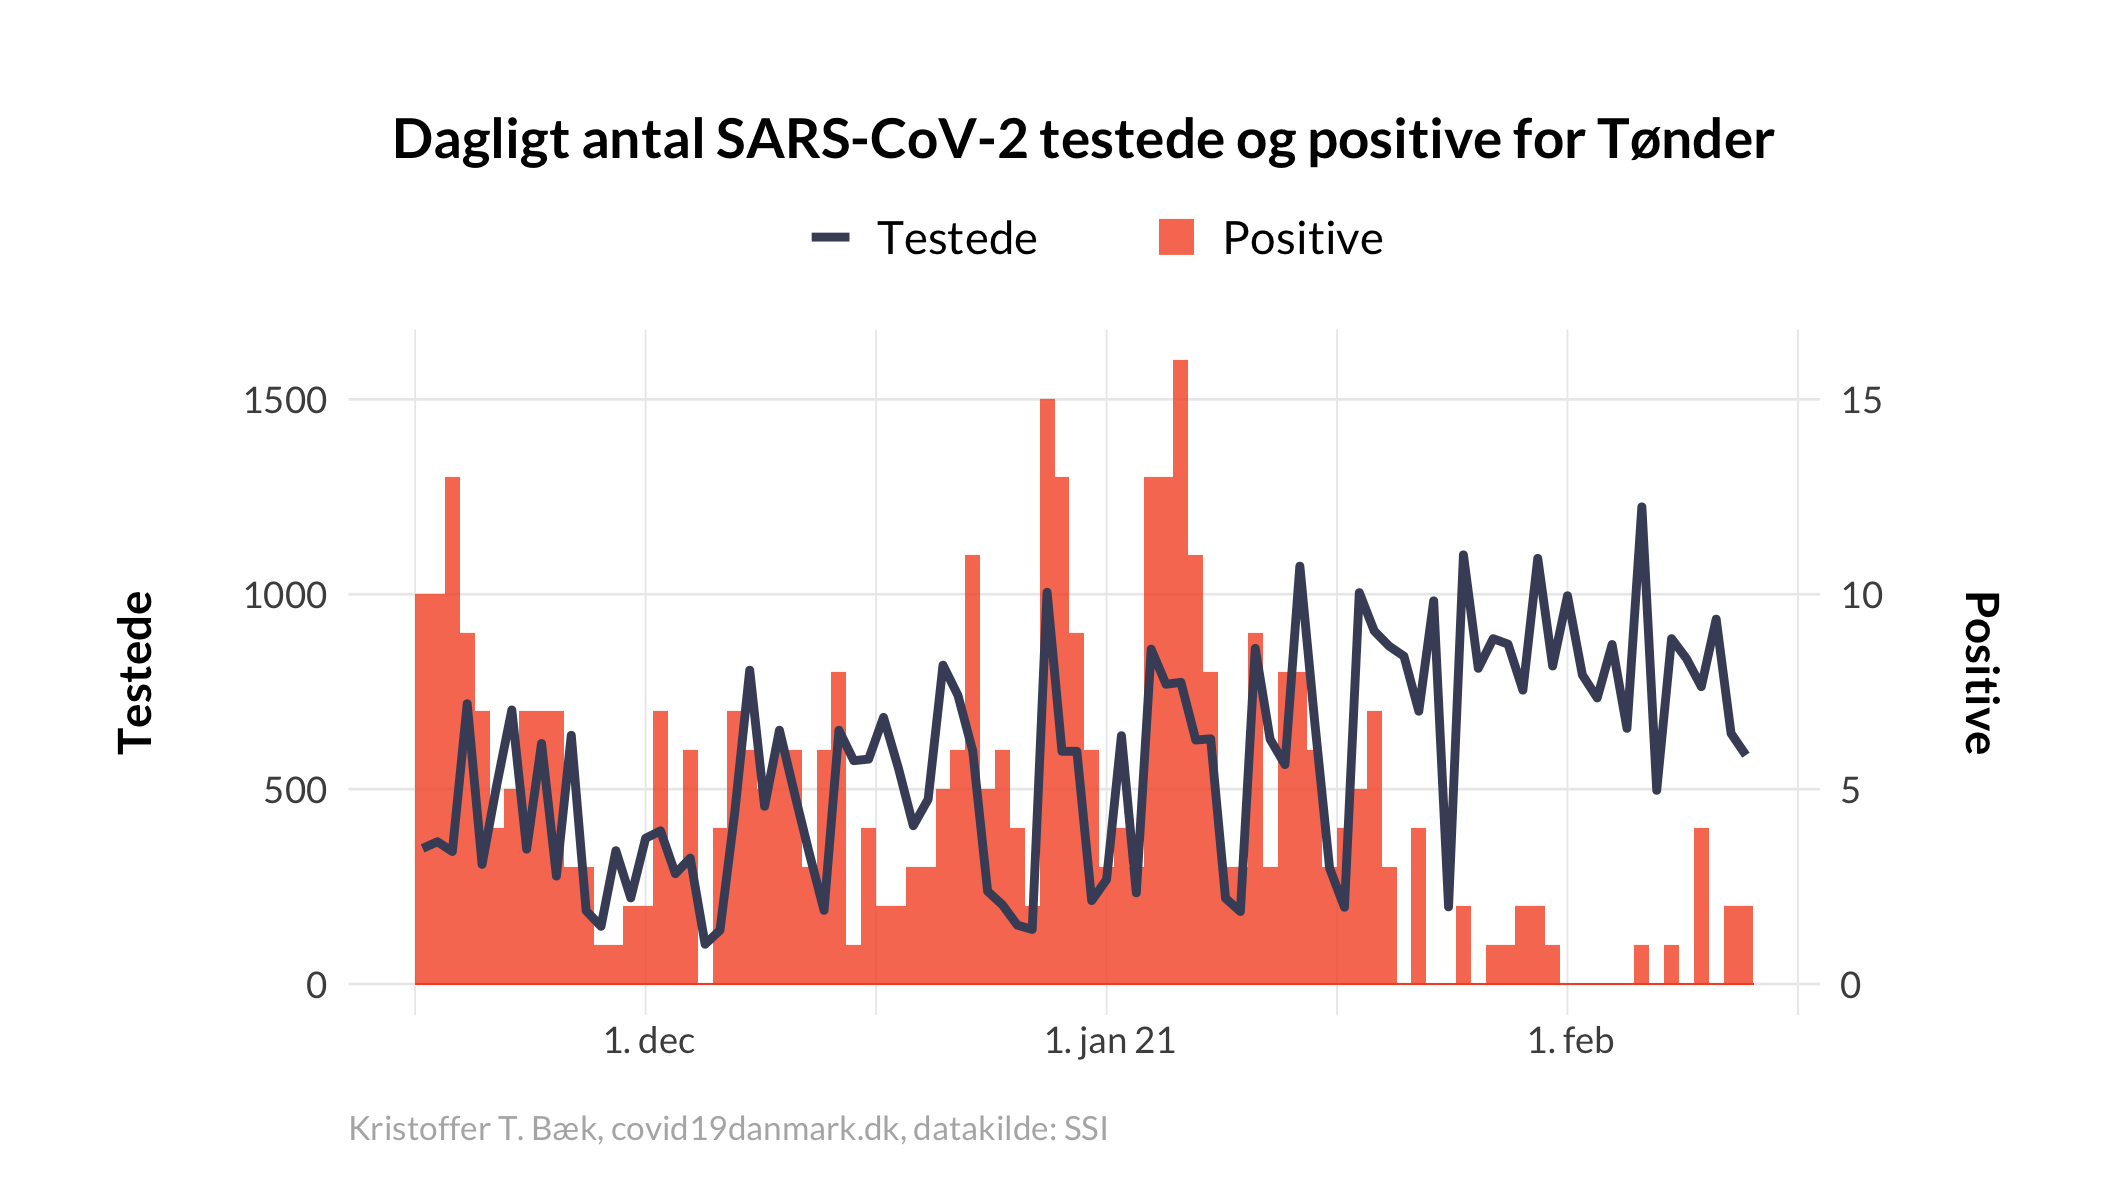 Dagligt antal SARS-CoV-2 testede og positive for Tønder
Testede Positive
1500 15
1000 10
500 5
0 0
Testede
Positive
1. dec 1. jan 21 1. feb
Kristoffer T. Bæk, covid19danmark.dk, datakilde: SSI